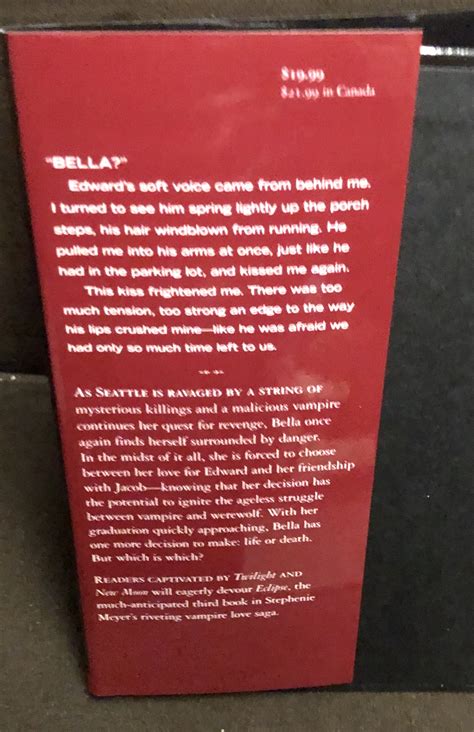 $19.99
$21.99 in Canada
"BELLA?"
Edward's soft voice came from behind me.
I turned to see him spring lightly up the porch
steps, his hair windblown from running. He
pulled me into his arms at once, just like he
had in the parking lot, and kissed me again.
This kiss frightened me. There was too
much tension, too strong an edge to the way
his lips crushed mine—like he was afraid we
had only so much time left to us.
AS SEATTLE IS RAVAGED BY A STRING OF
mysterious killings and a malicious vampire
continues her quest for revenge, Bella once
again finds herself surrounded by danger.
In the midst of it all, she is forced to choose
between her love for Edward and her friendship
with Jacob—knowing that her decision has
the potential to ignite the ageless struggle
between vampire and werewolf. With her
graduation quickly approaching, Bella has
one more decision to make: life or death.
But which is which?
READERS CAPTIVATED BY Twilight AND
New Moon will eagerly devour Eclipse, the
much-anticipated third book in Stephenie
Meyer's riveting vampire love saga.